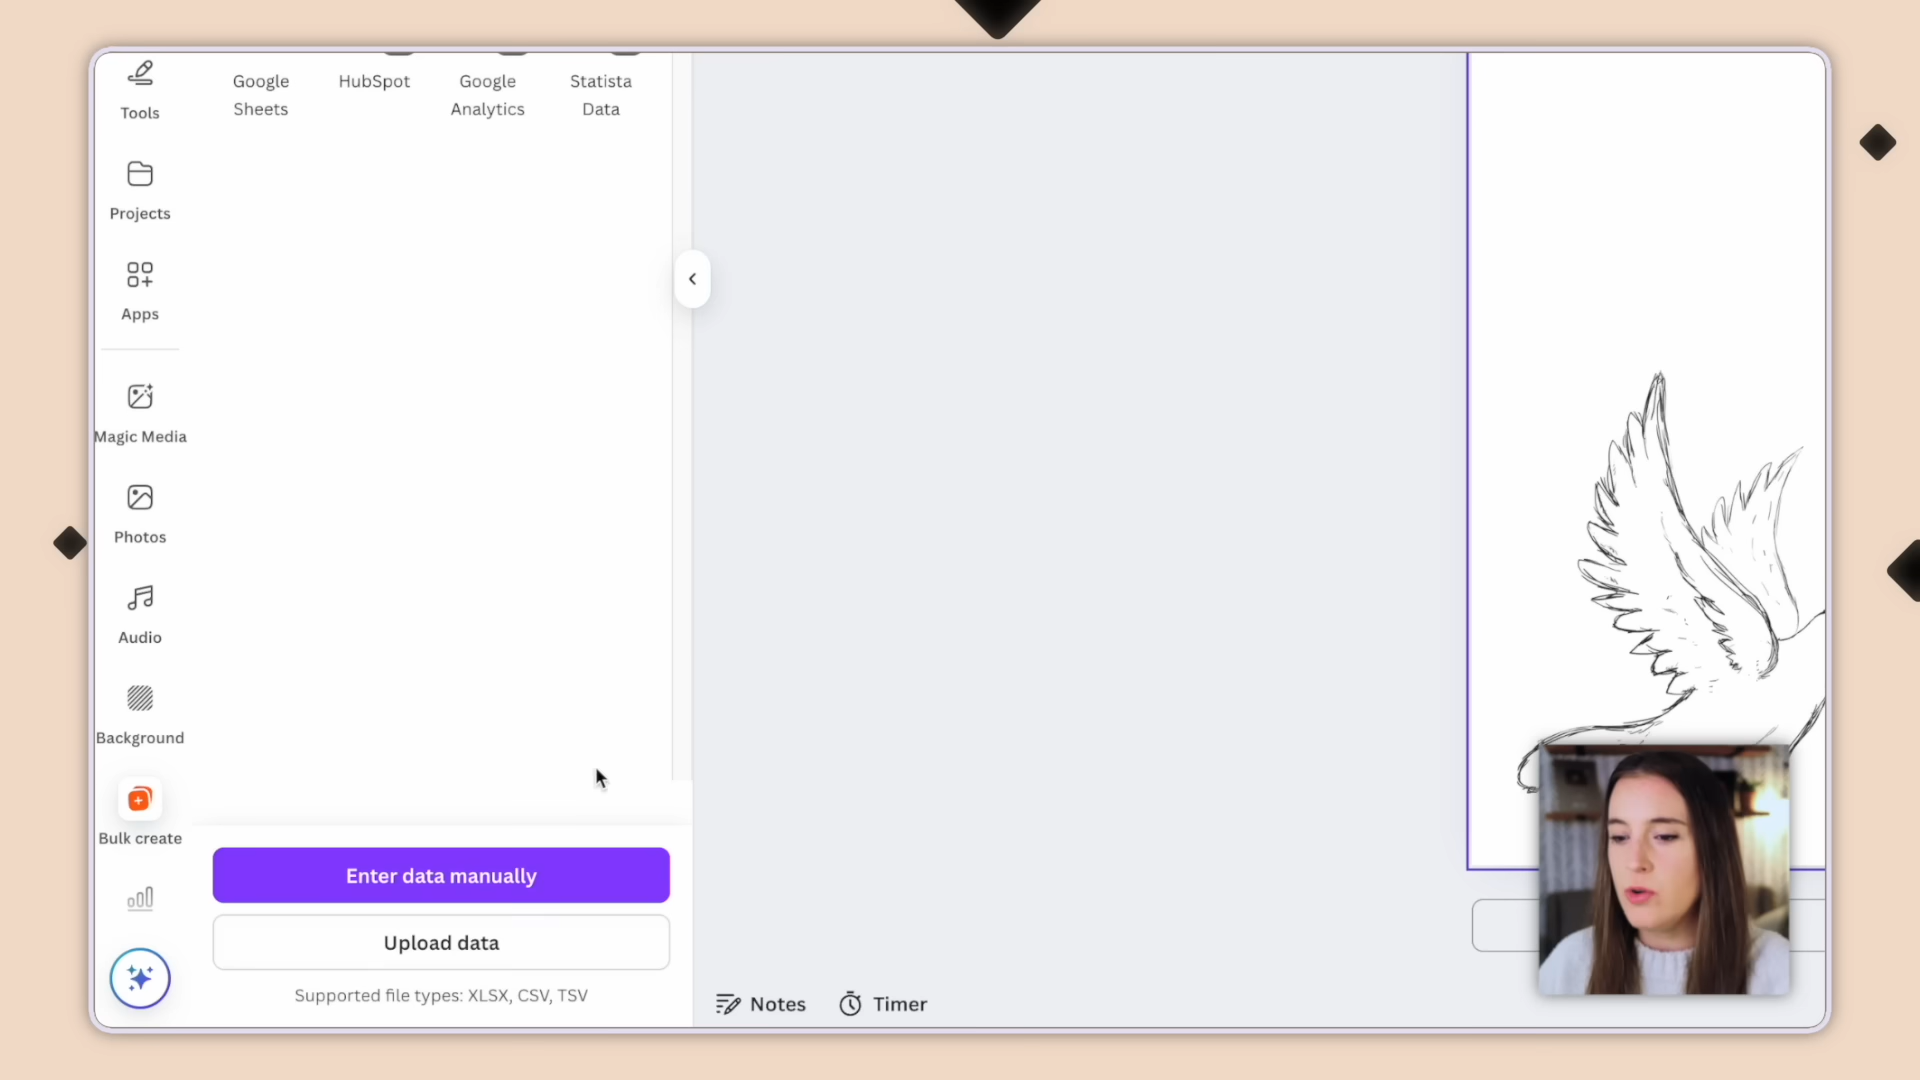 Tools
Projects
Apps
Magic Media
Photos
Audio
Background
Bulk create
Google
Sheets
HubSpot
Google
Analytics
Statista
Data
Enter data manually
Upload data
Supported file types: XLSX, CSV, TSV
Notes
Timer